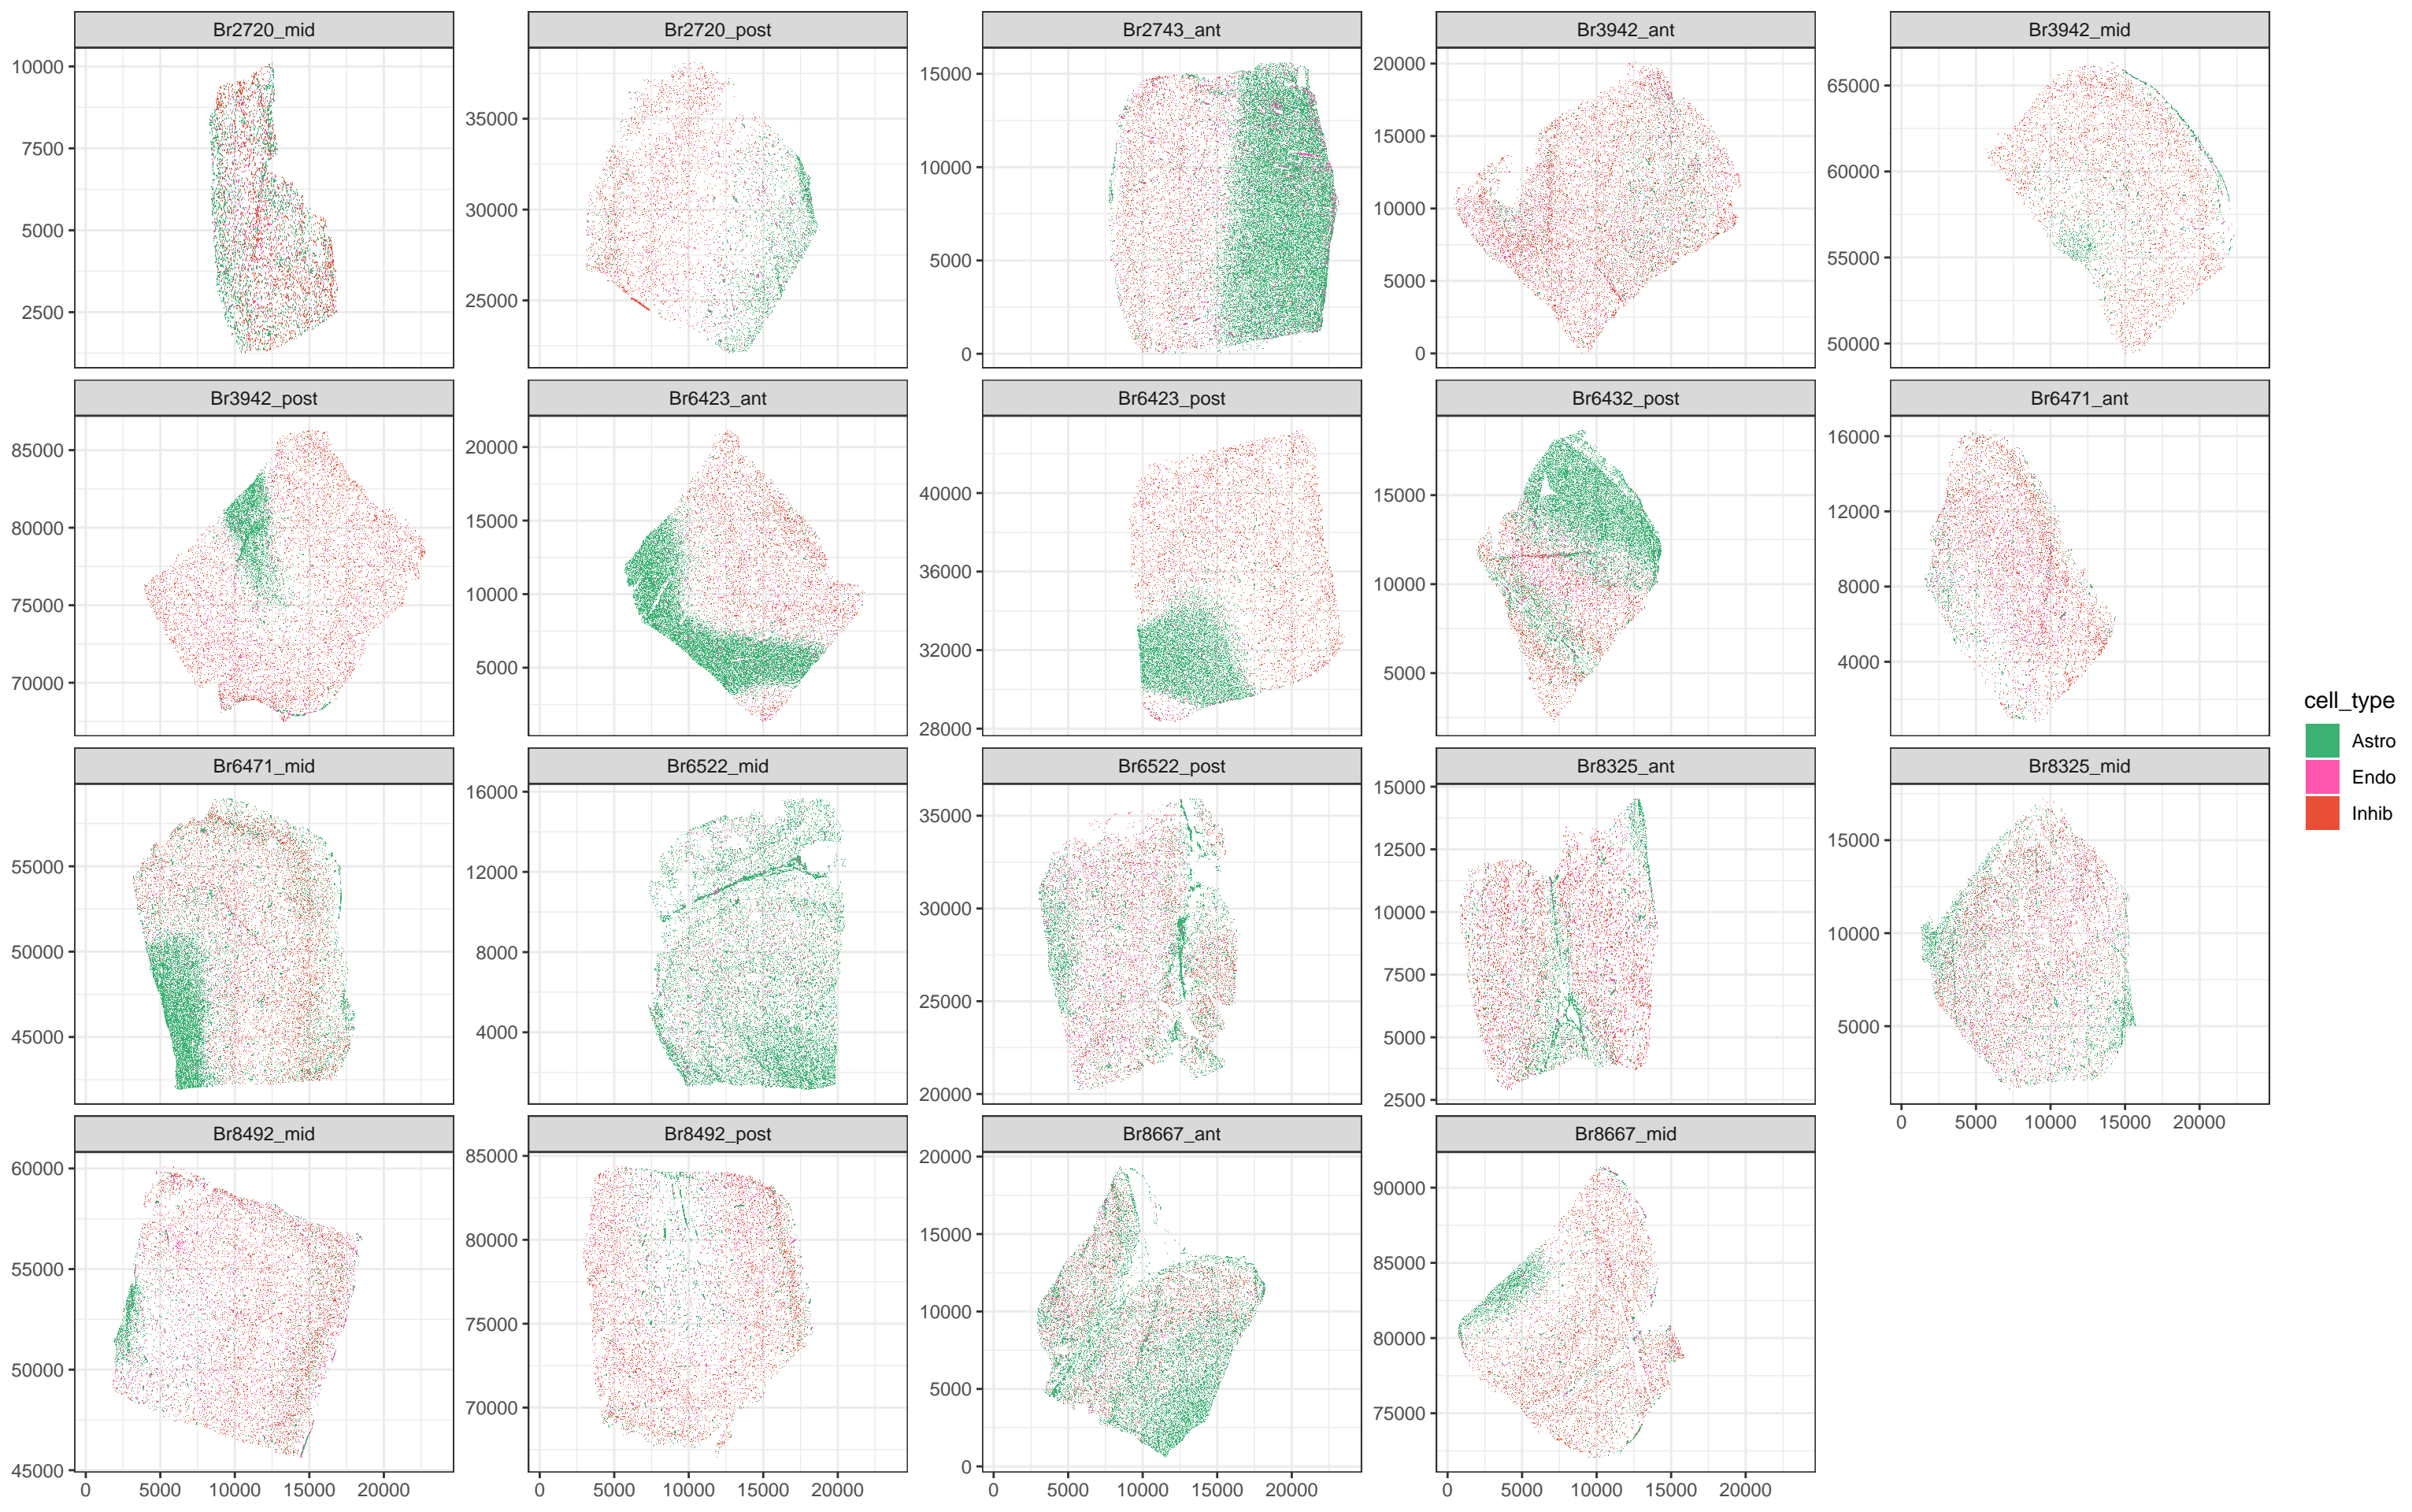 Br2720_mid
Br2720_post
Br2743_ant
Br3942_ant
Br3942_mid
10000
7500
5000
2500
35000
30000
25000
15000
10000
5000
0
20000
15000
10000
5000
0
65000
60000
55000
50000
Br3942_post
Br6423_ant
Br6423_post
Br6432_post
Br6471_ant
85000
80000
75000
70000
20000
15000
10000
5000
40000
36000
32000
28000
15000
10000
5000
16000
12000
8000
4000
Br6471_mid
Br6522_mid
Br6522_post
Br8325_ant
Br8325_mid
55000
50000
45000
16000
12000
8000
4000
35000
30000
25000
20000
15000
12500
10000
7500
5000
2500
15000
10000
5000
0 5000 10000 15000 20000
Br8492_mid
Br8492_post
Br8667_ant
Br8667_mid
60000
55000
50000
45000
85000
80000
75000
70000
20000
15000
10000
5000
0
90000
85000
80000
75000
0 5000 10000 15000 20000
0 5000 10000 15000 20000
0 5000 10000 15000 20000
0 5000 10000 15000 20000
cell_type
Astro
Endo
Inhib